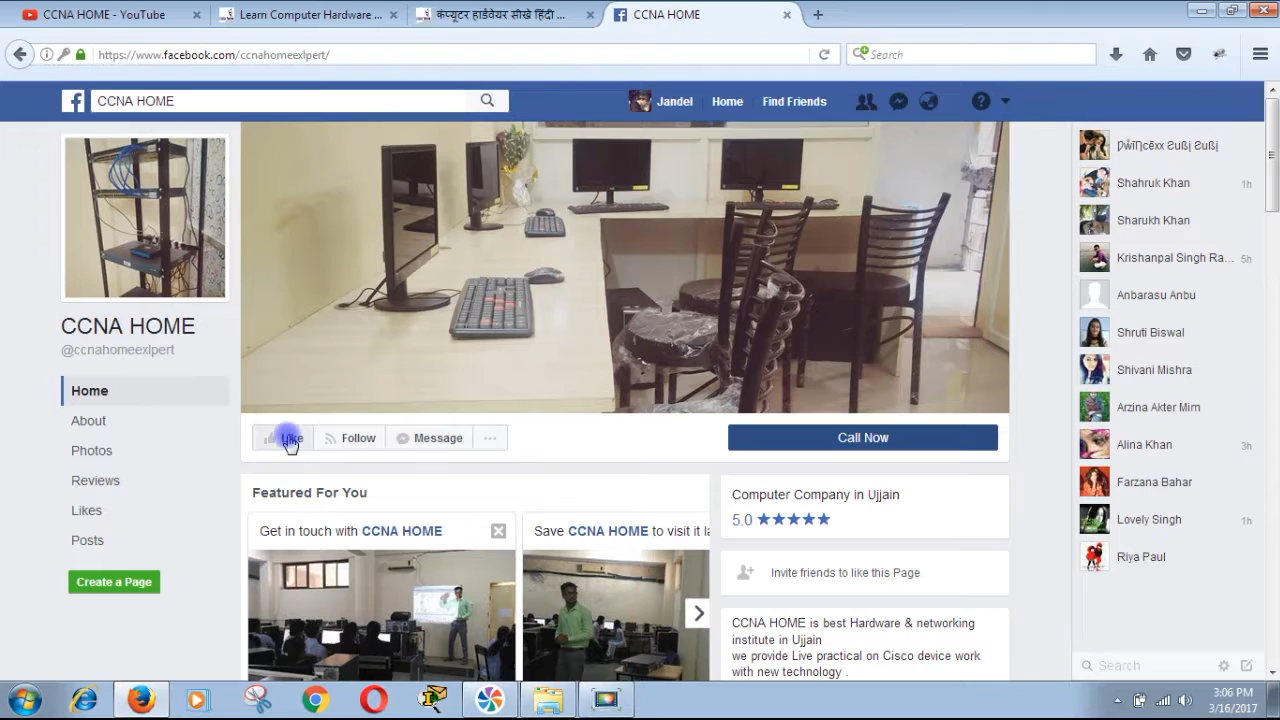 CCNA HOME - YouTube
Learn Computer Hardware ...
कंप्यूटर हार्डवेयर सीखे हिंदी ...
CCNA HOME
https://www.facebook.com/ccnahomeexlpert/
Search
CCNA HOME
Jandel
Home
Find Friends
CCNA HOME
@ccnahomeexlpert
Home
About
Photos
Reviews
Likes
Posts
Create a Page
Like
Follow
Message
Call Now
Featured For You
Get in touch with CCNA HOME
Save CCNA HOME to visit it la
Computer Company in Ujjain
5.0
Invite friends to like this Page
CCNA HOME is best Hardware & networking
institute in Ujjain
we provide Live practical on Cisco device work
with new technology .
Shahruk Khan 1h
Sharukh Khan
Krishanpal Singh Ra... 5h
Anbarasu Anbu
Shruti Biswal
Shivani Mishra
Arzina Akter Mim
Alina Khan 3h
Farzana Bahar
Lovely Singh 1h
Riya Paul
Search
3:06 PM
3/16/2017